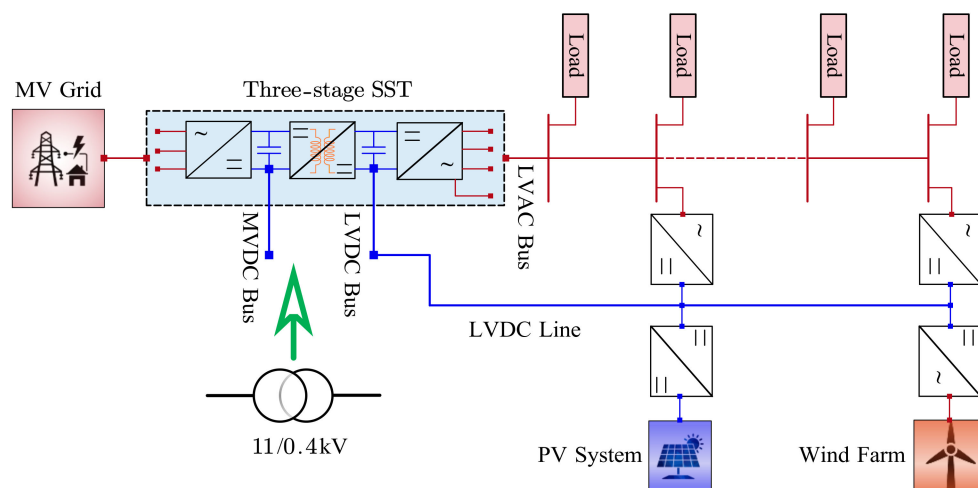 Load
Load
Load
Load
MV Grid
Three-stage SST
MVDC Bus
LVDC Bus
LVAC Bus
LVDC Line
11/0.4kV
PV System
Wind Farm